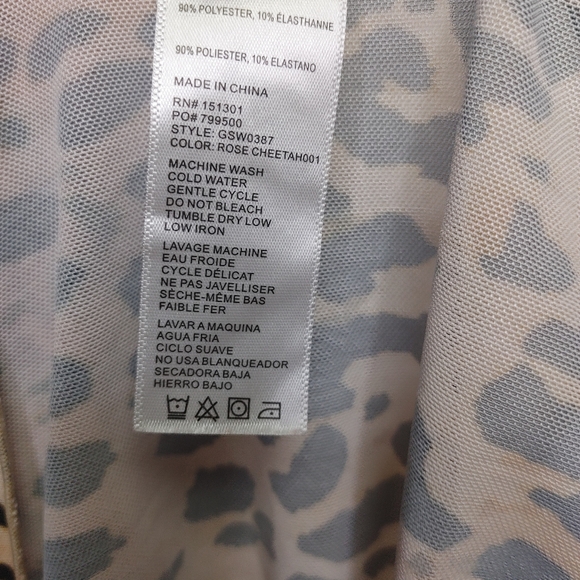 90% POLYESTER, 10% ÉLASTHANNE
90% POLIESTER, 10% ELASTANO
MADE IN CHINA
RN# 151301
PO# 799500
STYLE: GSW0387
COLOR: ROSE CHEETAH001
MACHINE WASH
COLD WATER
GENTLE CYCLE
DO NOT BLEACH
TUMBLE DRY LOW
LOW IRON
LAVAGE MACHINE
EAU FROIDE
CYCLE DÉLICAT
NE PAS JAVELLISER
SÈCHE-MÊME BAS
FAIBLE FER
LAVAR A MAQUINA
AGUA FRIA
CICLO SUAVE
NO USA BLANQUEADOR
SECADORA BAJA
HIERRO BAJO